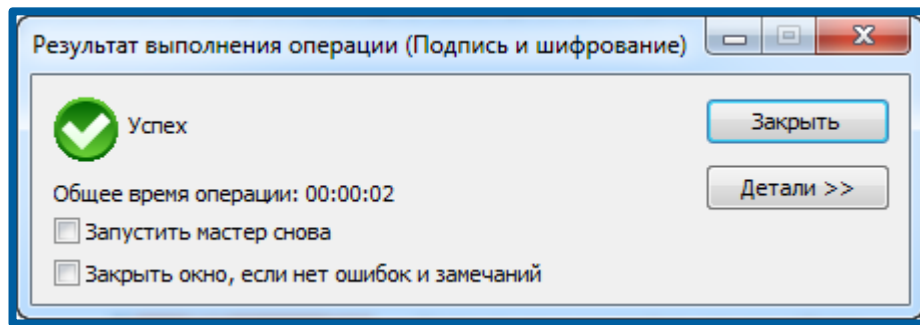 Результат выполнения операции (Подпись и шифрование)
Успех
Закрыть
Общее время операции: 00:00:02
Детали >>
Запустить мастер снова
Закрыть окно, если нет ошибок и замечаний